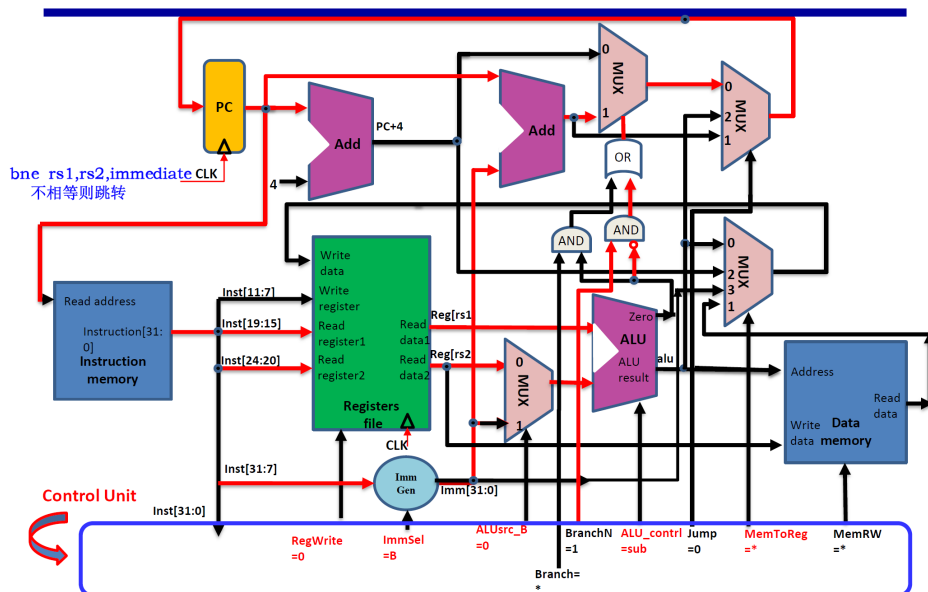 0
MUX
1
0
2
MUX
1
PC
Add
PC+4
Add
OR
bne rs1,rs2,immediate
CLK
不相等则跳转
4
AND
AND
Write
data
Write
register
Read
register1
Read
register2
Read
data1
Read
data2
Registers
file
CLK
Inst[11:7]
Inst[19:15]
Inst[24:20]
Read address
Instruction[31:
0]
Instruction
memory
Reg[rs1
Reg[rs2
0
MUX
1
Zero
ALU
ALU
result
alu
0
MUX
2
3
1
Address
Read
data
Write
data
Data
memory
Inst[31:7]
Imm
Gen
Imm[31:0]
Control Unit
Inst[31:0]
RegWrite
=0
ImmSel
=B
ALUsrc_B
=0
BranchN
=1
ALU_contrl
=sub
Jump
=0
MemToReg
=*
MemRW
=*
Branch=
*